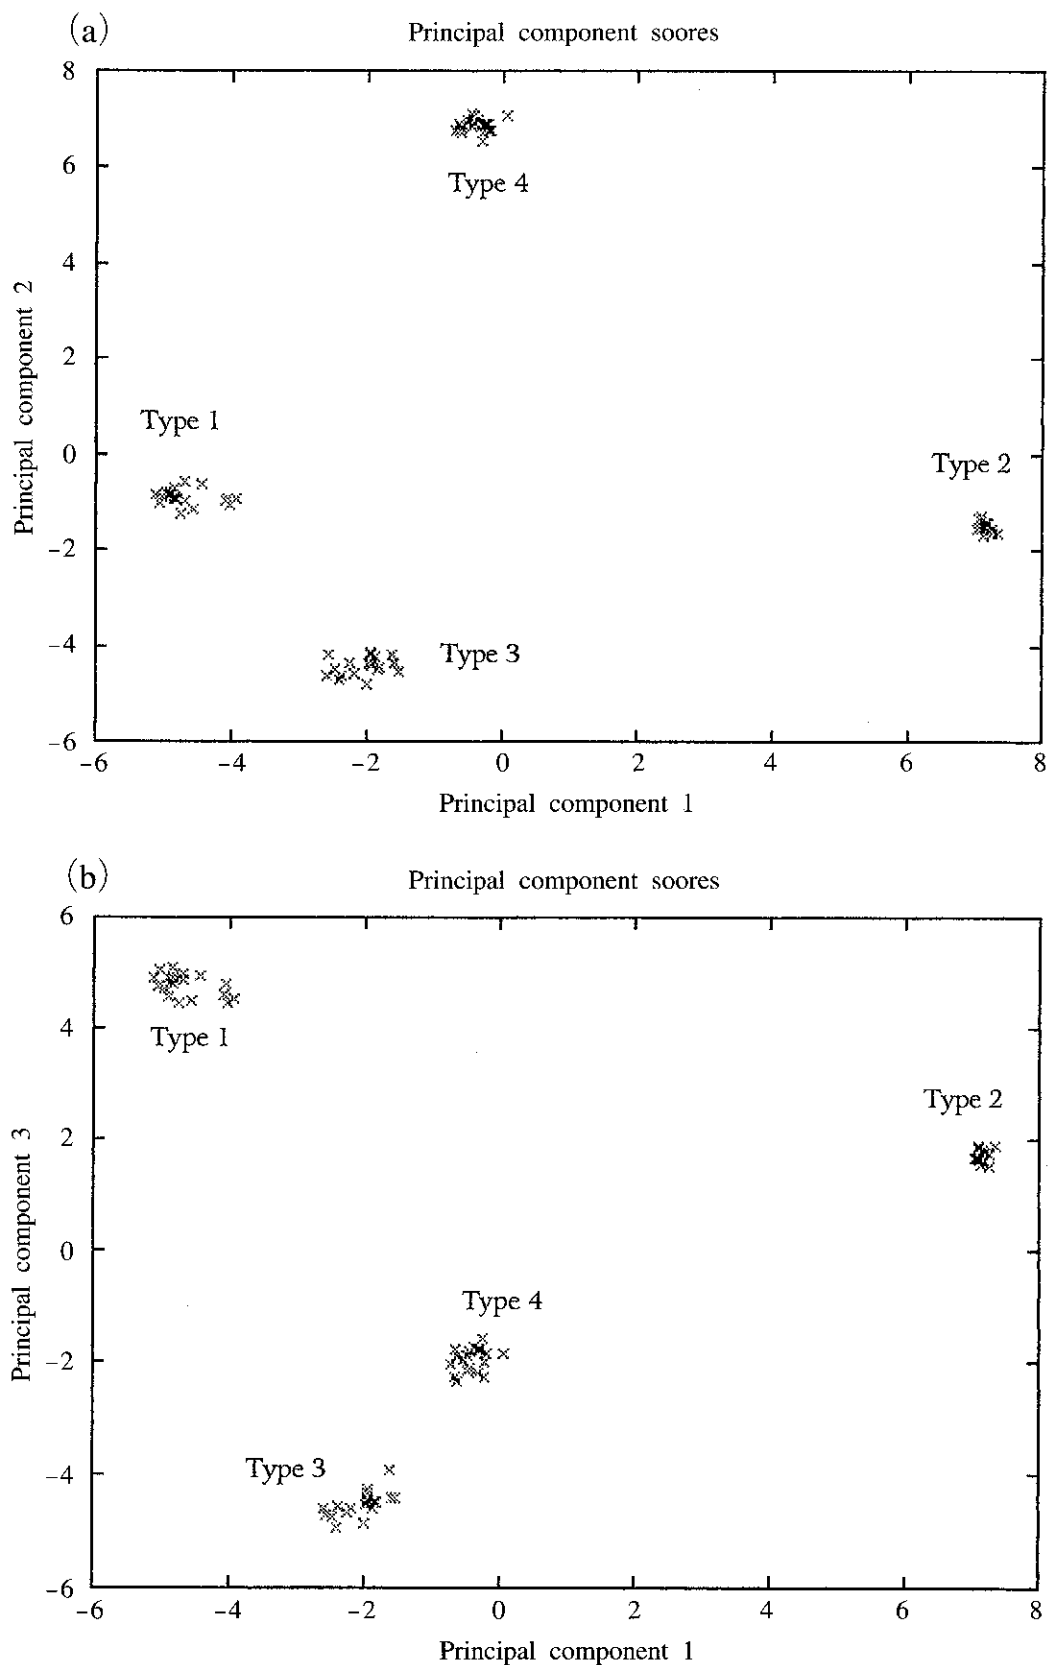 (a)
Principal component soores
8
6
4
2
0
−2
−4
−6
Principal component 2
Type 4
Type 1
Type 2
Type 3
−6 −4 −2 0 2 4 6 8
Principal component 1
(b)
Principal component soores
6
4
2
0
−2
−4
−6
Principal component 3
Type 1
Type 2
Type 4
Type 3
−6 −4 −2 0 2 4 6 8
Principal component 1